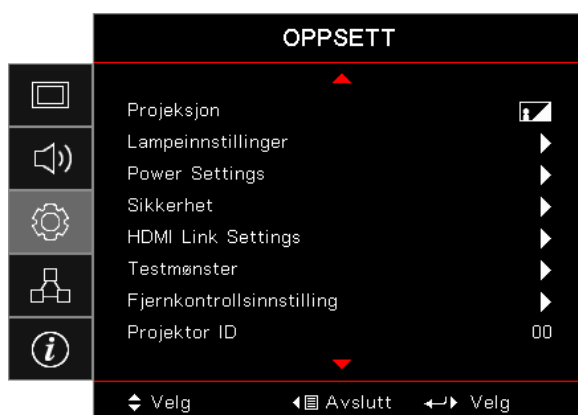 OPPSETT
Projeksjon
Lampeinnstillinger
Power Settings
Sikkerhet
HDMI Link Settings
Testmønster
Fjernkontrollsinnstilling
Projektor ID 00
Velg Avslutt Velg